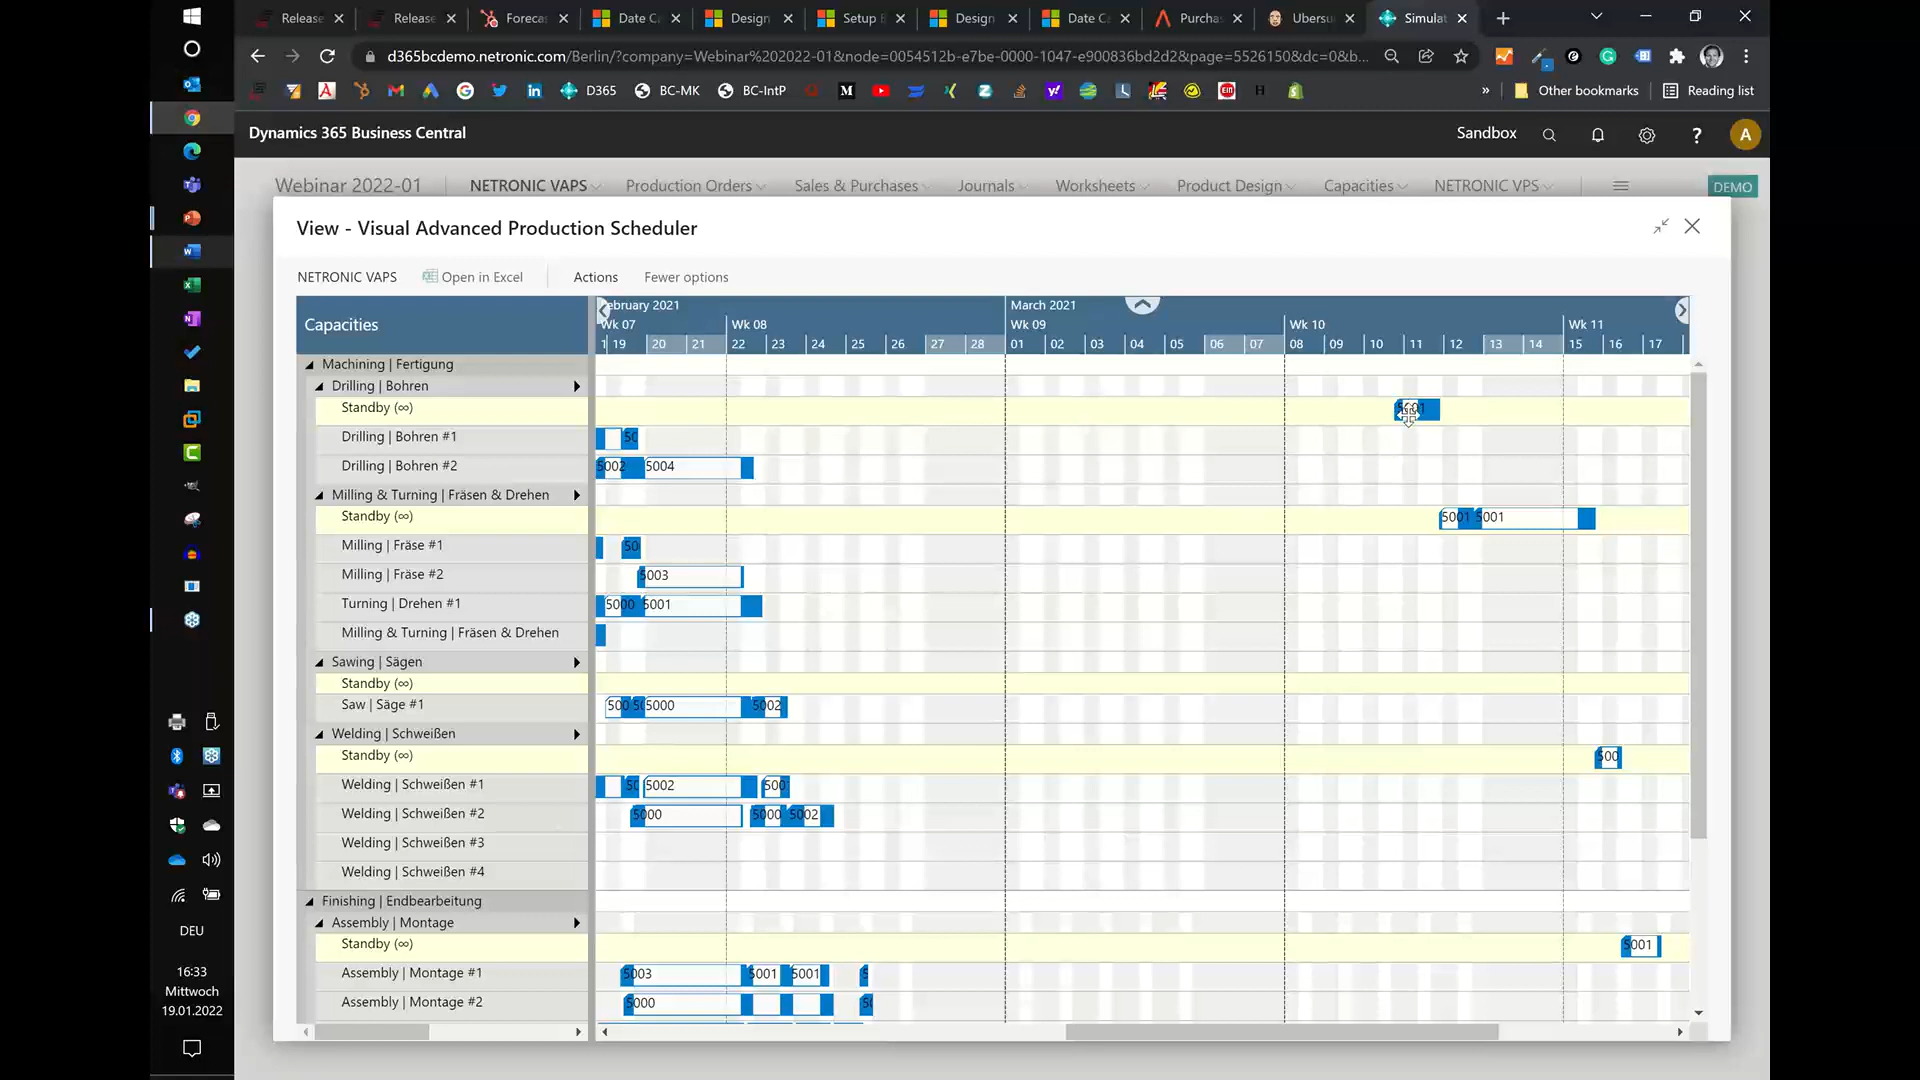 Release
Release
Forecas
Date Ca
Design
Setup E
Design
Date Ca
Purcha
Ubersu
Simulat
d365bcdemo.netronic.com/Berlin/?company=Webinar%202022-01&node=0054512b-e7be-0000-1047-e900836bd2d2&page=5526150&dc=0&b...
D365
BC-MK
BC-IntP
Other bookmarks
Reading list
Dynamics 365 Business Central
Sandbox
A
Webinar 2022-01
NETRONIC VAPS
Production Orders
Sales & Purchases
Journals
Worksheets
Product Design
Capacities
NETRONIC VPS
DEMO
View - Visual Advanced Production Scheduler
NETRONIC VAPS
Open in Excel
Actions
Fewer options
Capacities
ebruary 2021
March 2021
Wk 07
Wk 08
Wk 09
Wk 10
Wk 11
19 20 21 22 23 24 25 26 27 28 01 02 03 04 05 06 07 08 09 10 11 12 13 14 15 16 17
Machining | Fertigung
Drilling | Bohren
Standby (∞)
Drilling | Bohren #1
Drilling | Bohren #2 5002 5004
Milling & Turning | Fräsen & Drehen
Standby (∞) 5001 5001
Milling | Fräse #1 50
Milling | Fräse #2 5003
Turning | Drehen #1 5000 5001
Milling & Turning | Fräsen & Drehen
Sawing | Sägen
Standby (∞)
Saw | Säge #1 500 5000 5002
Welding | Schweißen
Standby (∞) 500
Welding | Schweißen #1 5002 500
Welding | Schweißen #2 5000 5000 5002
Welding | Schweißen #3
Welding | Schweißen #4
Finishing | Endbearbeitung
Assembly | Montage
Standby (∞) 5001
Assembly | Montage #1 5003 5001 5001
Assembly | Montage #2 5000
DEU
16:33
Mittwoch
19.01.2022